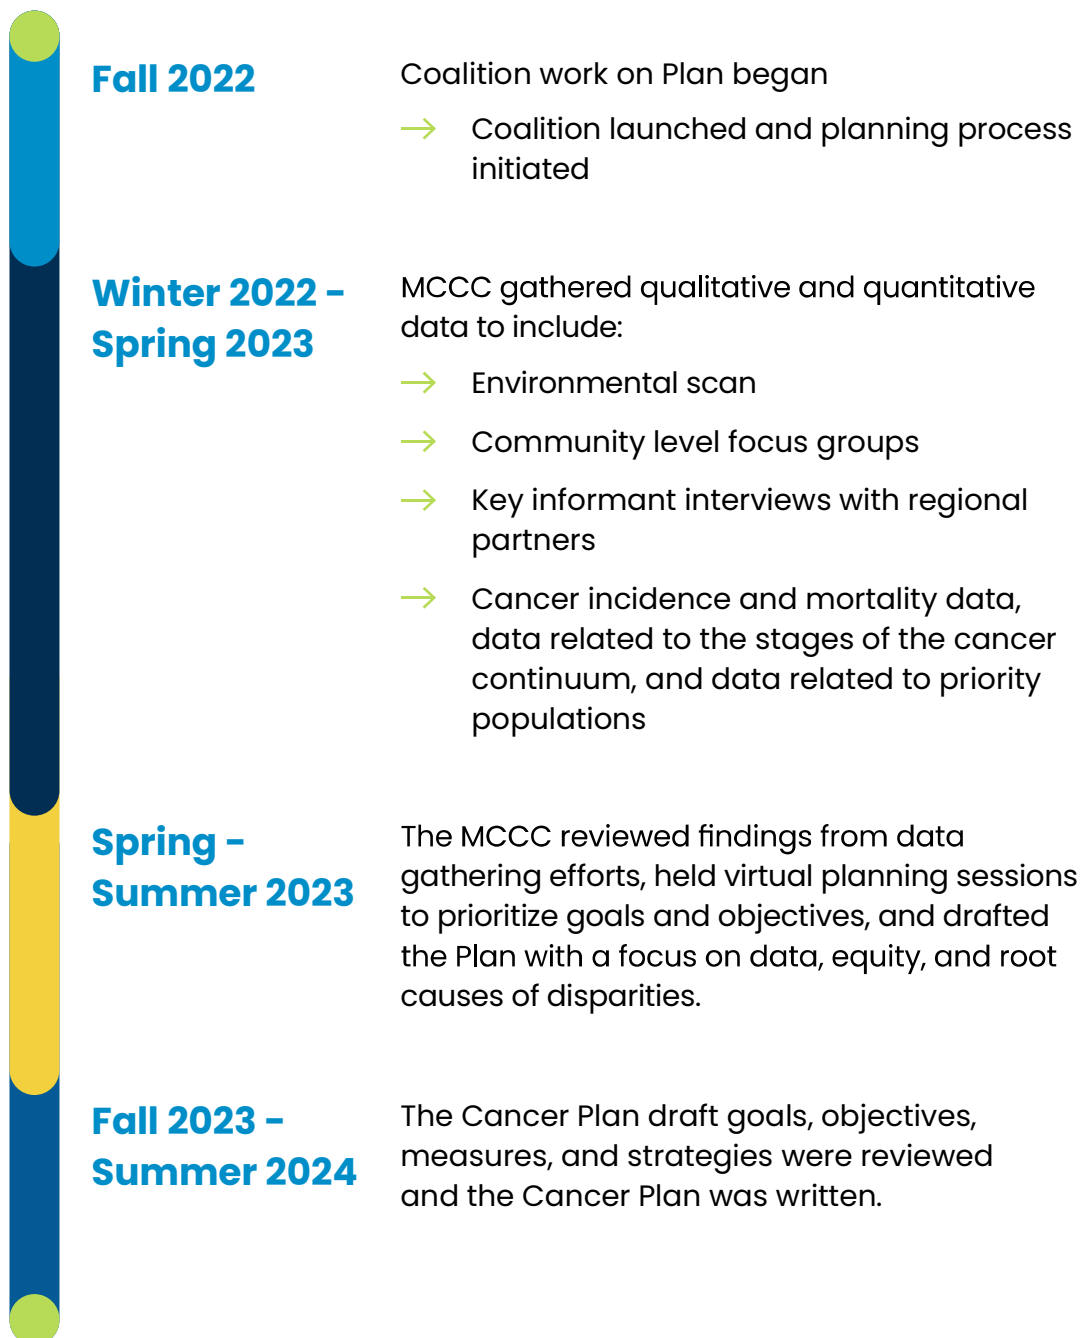 Fall 2022
Coalition work on Plan began
→ Coalition launched and planning process
initiated
Winter 2022 –
Spring 2023
MCCC gathered qualitative and quantitative
data to include:
→ Environmental scan
→ Community level focus groups
→ Key informant interviews with regional
partners
→ Cancer incidence and mortality data,
data related to the stages of the cancer
continuum, and data related to priority
populations
Spring –
Summer 2023
The MCCC reviewed findings from data
gathering efforts, held virtual planning sessions
to prioritize goals and objectives, and drafted
the Plan with a focus on data, equity, and root
causes of disparities.
Fall 2023 –
Summer 2024
The Cancer Plan draft goals, objectives,
measures, and strategies were reviewed
and the Cancer Plan was written.